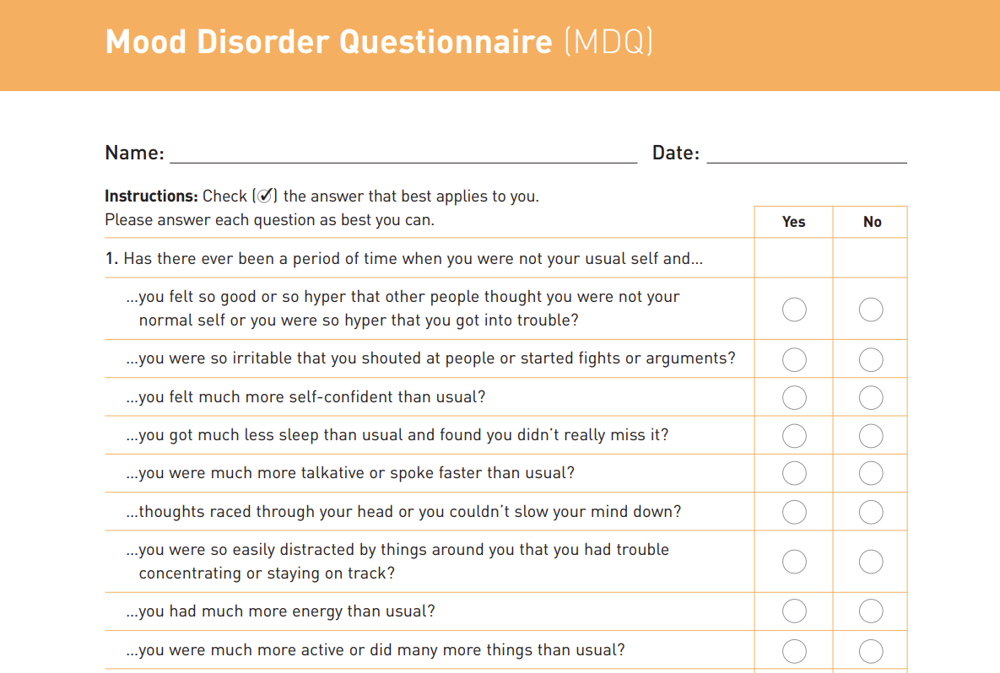 Mood Disorder Questionnaire (MDQ)
Name: Date:
Instructions: Check (✓) the answer that best applies to you.
Please answer each question as best you can.
Yes No
1. Has there ever been a period of time when you were not your usual self and...
...you felt so good or so hyper that other people thought you were not your
normal self or you were so hyper that you got into trouble?
...you were so irritable that you shouted at people or started fights or arguments?
...you felt much more self-confident than usual?
...you got much less sleep than usual and found you didn’t really miss it?
...you were much more talkative or spoke faster than usual?
...thoughts raced through your head or you couldn’t slow your mind down?
...you were so easily distracted by things around you that you had trouble
concentrating or staying on track?
...you had much more energy than usual?
...you were much more active or did many more things than usual?